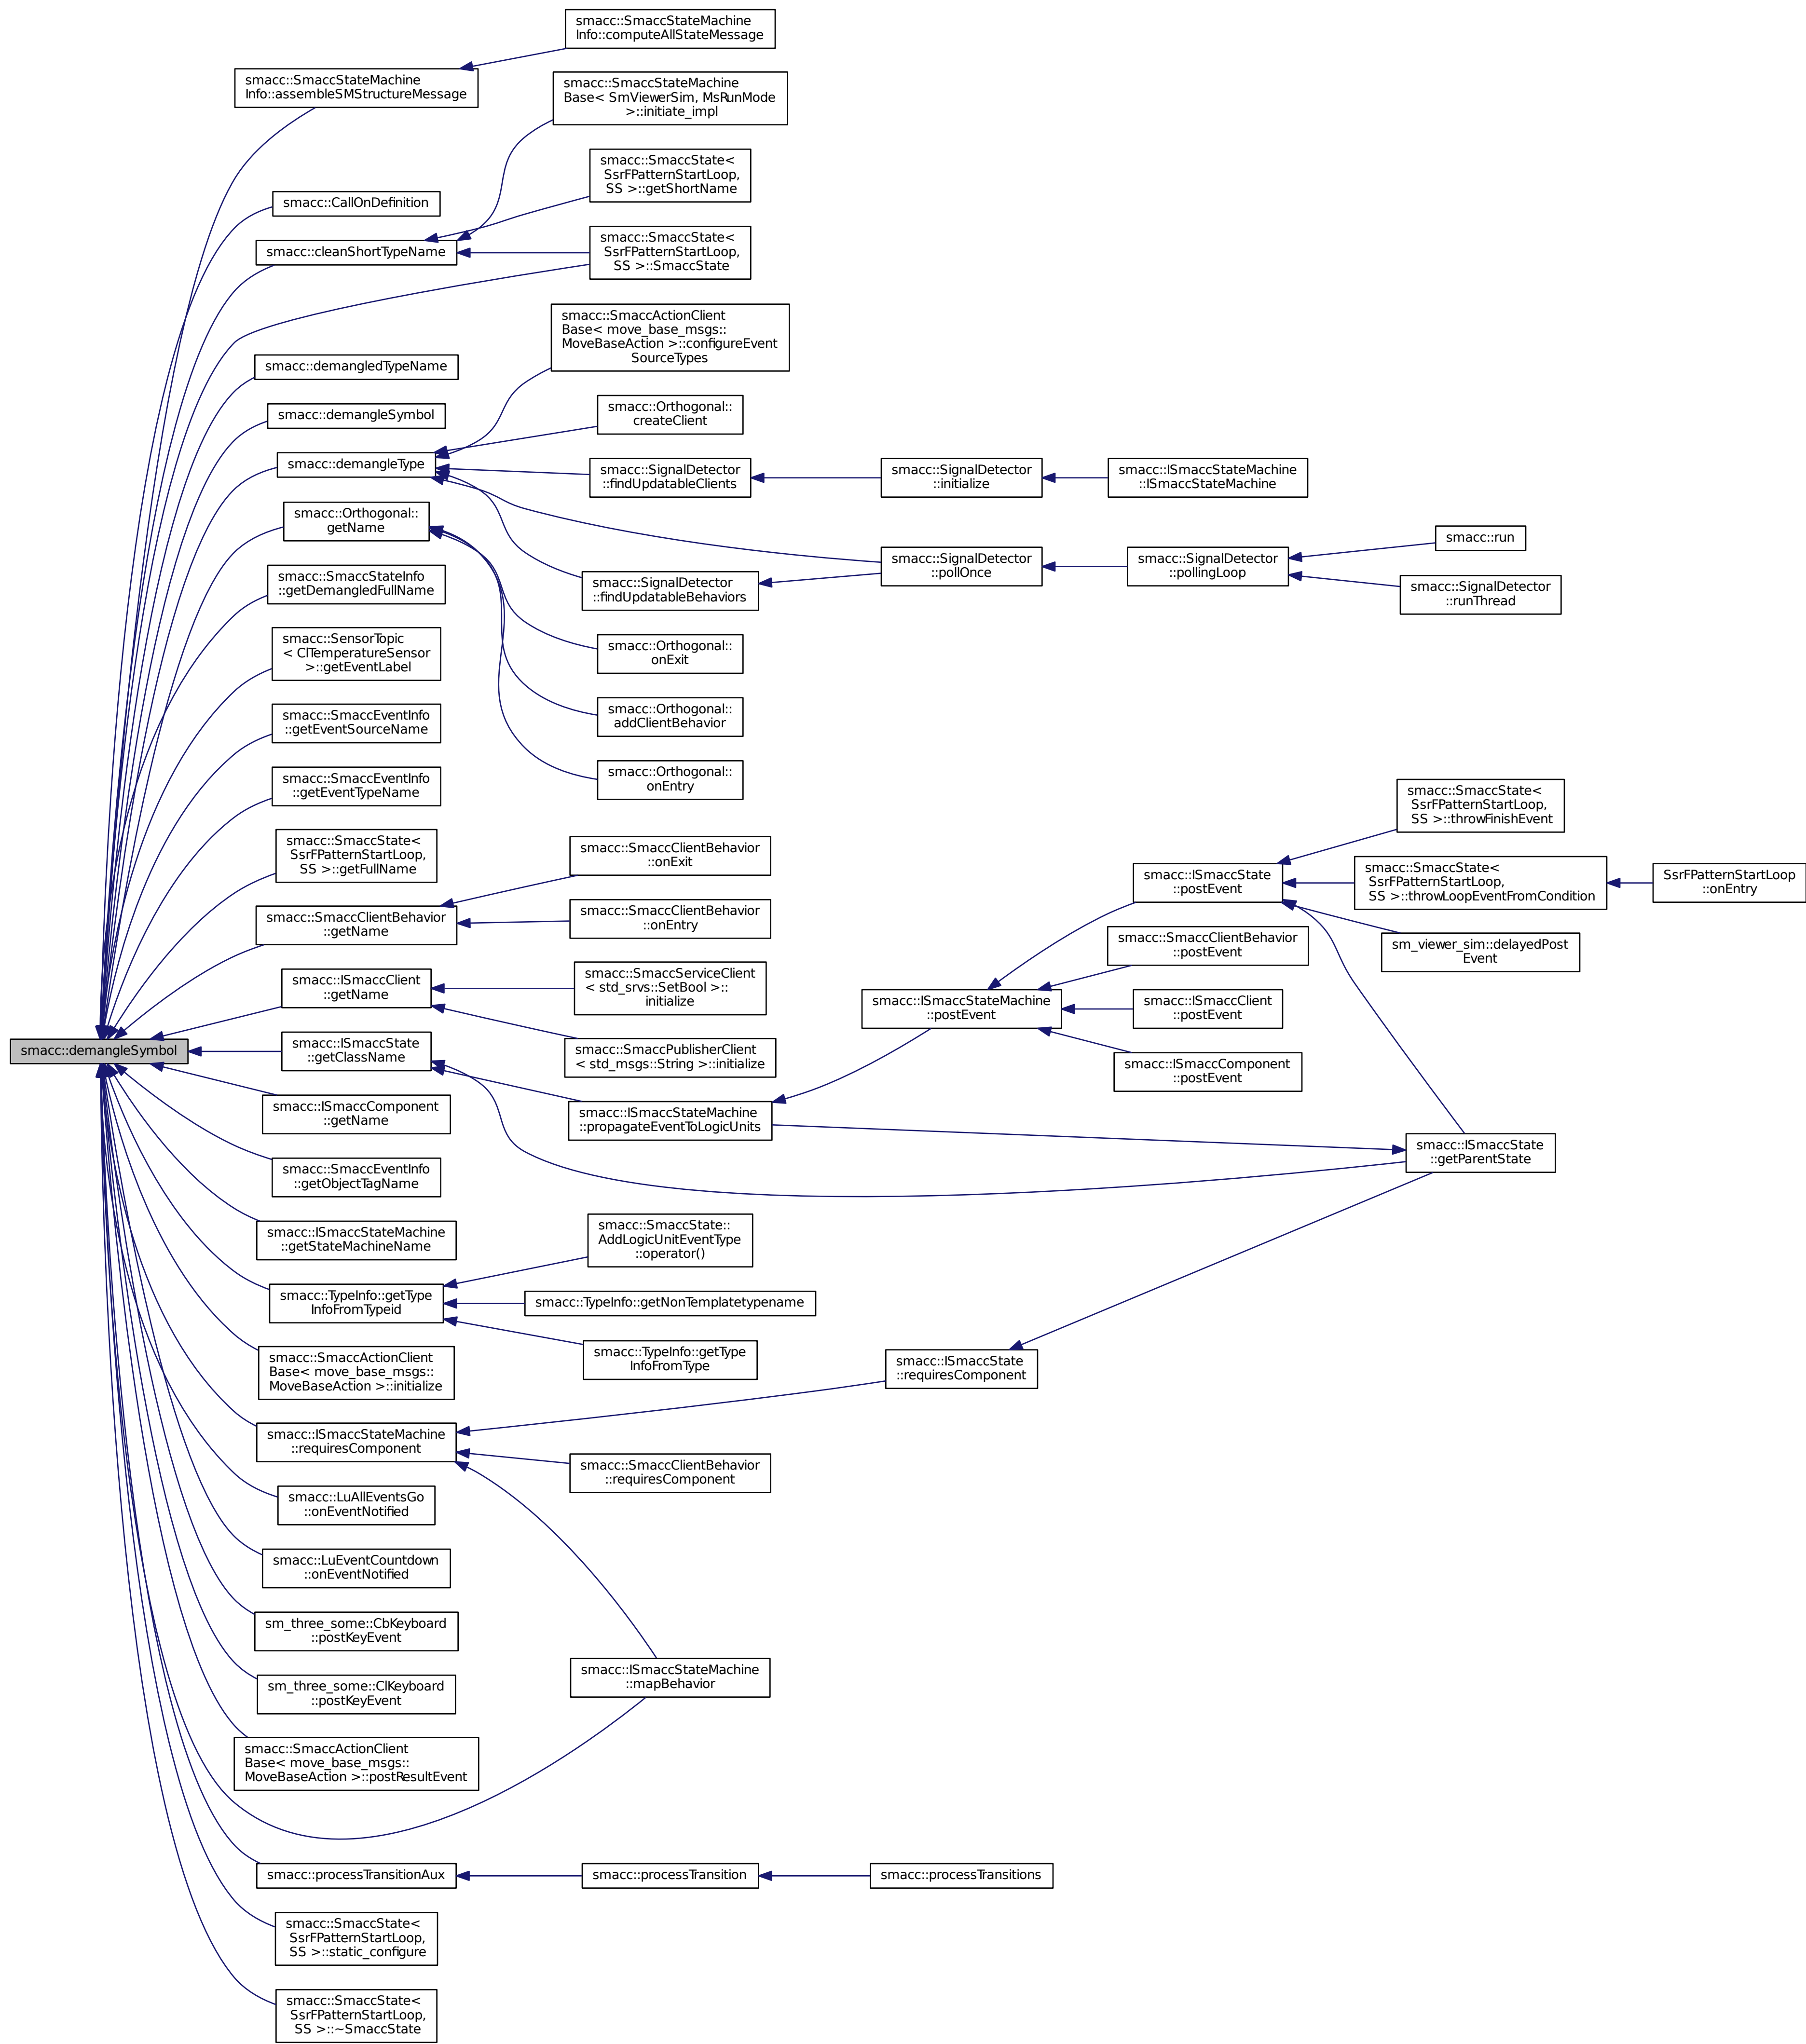 smacc::SmaccStateMachine
Info::computeAllStateMessage
smacc::SmaccStateMachine
Info::assembleSMStructureMessage
smacc::SmaccStateMachine
Base< SmViewerSim, MsRunMode
>::initiate_impl
smacc::SmaccState<
SsrFPatternStartLoop,
SS >::getShortName
smacc::CallOnDefinition
smacc::cleanShortTypeName
smacc::SmaccState<
SsrFPatternStartLoop,
SS >::SmaccState
smacc::SmaccActionClient
Base< move_base_msgs::
MoveBaseAction >::configureEvent
SourceTypes
smacc::demangledTypeName
smacc::demangleSymbol
smacc::Orthogonal::
createClient
smacc::demangleType
smacc::SignalDetector
::findUpdatableClients
smacc::SignalDetector
::initialize
smacc::ISmaccStateMachine
::ISmaccStateMachine
smacc::Orthogonal::
getName
smacc::run
smacc::SignalDetector
::pollOnce
smacc::SignalDetector
::pollingLoop
smacc::SmaccStateInfo
::getDemangledFullName
smacc::SignalDetector
::findUpdatableBehaviors
smacc::SignalDetector
::runThread
smacc::SensorTopic
< ClTemperatureSensor
>::getEventLabel
smacc::Orthogonal::
onExit
smacc::SmaccEventInfo
::getEventSourceName
smacc::Orthogonal::
addClientBehavior
smacc::SmaccEventInfo
::getEventTypeName
smacc::Orthogonal::
onEntry
smacc::SmaccState<
SsrFPatternStartLoop,
SS >::throwFinishEvent
smacc::SmaccState<
SsrFPatternStartLoop,
SS >::getFullName
smacc::SmaccClientBehavior
::onExit
smacc::ISmaccState
::postEvent
smacc::SmaccState<
SsrFPatternStartLoop,
SS >::throwLoopEventFromCondition
SsrFPatternStartLoop
::onEntry
smacc::SmaccClientBehavior
::getName
smacc::SmaccClientBehavior
::onEntry
smacc::SmaccClientBehavior
::postEvent
sm_viewer_sim::delayedPost
Event
smacc::ISmaccClient
::getName
smacc::SmaccServiceClient
< std_srvs::SetBool >::
initialize
smacc::ISmaccStateMachine
::postEvent
smacc::ISmaccClient
::postEvent
smacc::demangleSymbol
smacc::ISmaccState
::getClassName
smacc::SmaccPublisherClient
< std_msgs::String >::initialize
smacc::ISmaccComponent
::postEvent
smacc::ISmaccComponent
::getName
smacc::ISmaccStateMachine
::propagateEventToLogicUnits
smacc::ISmaccState
::getParentState
smacc::SmaccEventInfo
::getObjectTagName
smacc::ISmaccStateMachine
::getStateMachineName
smacc::SmaccState::
AddLogicUnitEventType
::operator()
smacc::TypeInfo::getType
InfoFromTypeid
smacc::TypeInfo::getNonTemplatetypename
smacc::TypeInfo::getType
InfoFromType
smacc::SmaccActionClient
Base< move_base_msgs::
MoveBaseAction >::initialize
smacc::ISmaccState
::requiresComponent
smacc::ISmaccStateMachine
::requiresComponent
smacc::SmaccClientBehavior
::requiresComponent
smacc::LuAllEventsGo
::onEventNotified
smacc::LuEventCountdown
::onEventNotified
sm_three_some::CbKeyboard
::postKeyEvent
smacc::ISmaccStateMachine
::mapBehavior
sm_three_some::ClKeyboard
::postKeyEvent
smacc::SmaccActionClient
Base< move_base_msgs::
MoveBaseAction >::postResultEvent
smacc::processTransitionAux
smacc::processTransition
smacc::processTransitions
smacc::SmaccState<
SsrFPatternStartLoop,
SS >::static_configure
smacc::SmaccState<
SsrFPatternStartLoop,
SS >::~SmaccState